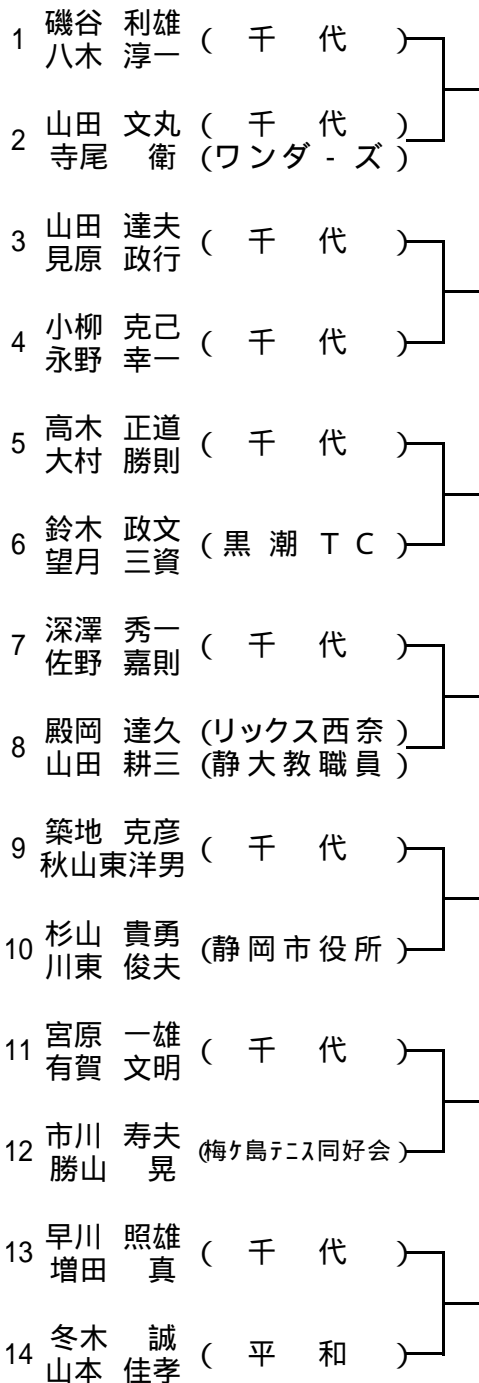 1 磯谷 利雄 ( 千 代 )
八木 淳一
2 山田 文丸 ( 千 代 )
寺尾 衛 (ワンダ - ズ )
3 山田 達夫 ( 千 代 )
見原 政行
4 小柳 克己 ( 千 代 )
永野 幸一
5 高木 正道 ( 千 代 )
大村 勝則
6 鈴木 政文 ( 黒 潮 T C )
望月 三資
7 深澤 秀一 ( 千 代 )
佐野 嘉則
8 殿岡 達久 (リックス西奈 )
山田 耕三 (静大教職員 )
9 築地 克彦 ( 千 代 )
秋山東洋男
10 杉山 貴勇 (静岡市役所 )
川東 俊夫
11 宮原 一雄 ( 千 代 )
有賀 文明
12 市川 寿夫 (梅ケ島テニス同好会 )
勝山 晃
13 早川 照雄 ( 千 代 )
増田 真
14 冬木 誠 ( 平 和 )
山本 佳孝